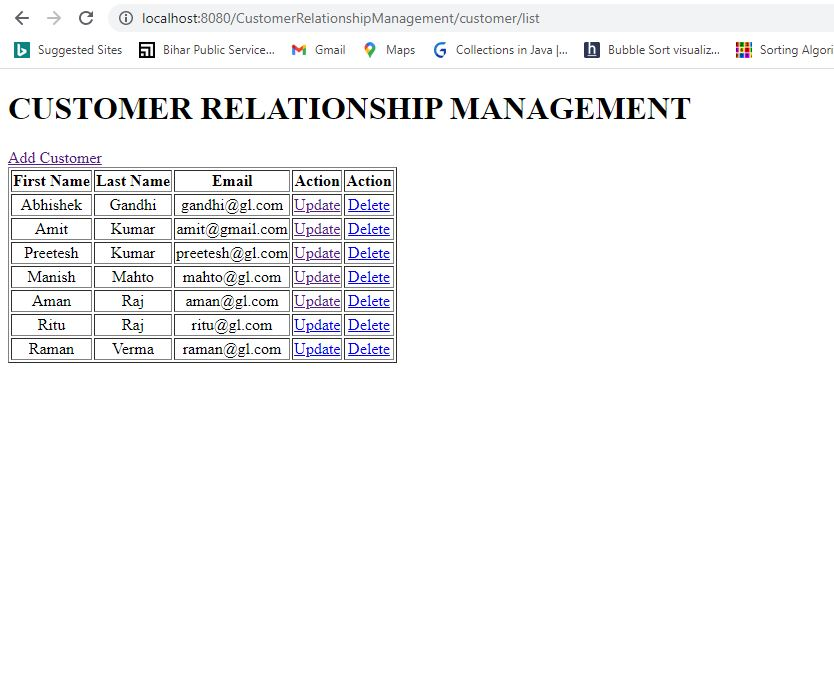 localhost:8080/CustomerRelationshipManagement/customer/list
Suggested Sites Bihar Public Service... Gmail Maps Collections in Java |... Bubble Sort visualiz... Sorting Algori
CUSTOMER RELATIONSHIP MANAGEMENT
Add Customer
First Name Last Name Email Action Action
Abhishek Gandhi gandhi@gl.com Update Delete
Amit Kumar amit@gmail.com Update Delete
Preetesh Kumar preetesh@gl.com Update Delete
Manish Mahto mahto@gl.com Update Delete
Aman Raj aman@gl.com Update Delete
Ritu Raj ritu@gl.com Update Delete
Raman Verma raman@gl.com Update Delete